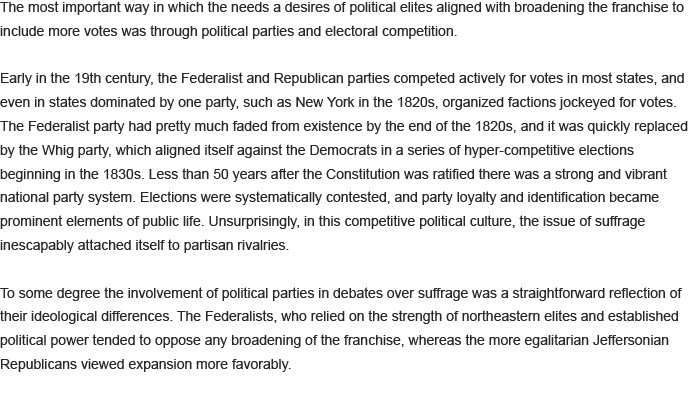 The most important way in which the needs a desires of political elites aligned with broadening the franchise to
include more votes was through political parties and electoral competition.
Early in the 19th century, the Federalist and Republican parties competed actively for votes in most states, and
even in states dominated by one party, such as New York in the 1820s, organized factions jockeyed for votes.
The Federalist party had pretty much faded from existence by the end of the 1820s, and it was quickly replaced
by the Whig party, which aligned itself against the Democrats in a series of hyper-competitive elections
beginning in the 1830s. Less than 50 years after the Constitution was ratified there was a strong and vibrant
national party system. Elections were systematically contested, and party loyalty and identification became
prominent elements of public life. Unsurprisingly, in this competitive political culture, the issue of suffrage
inescapably attached itself to partisan rivalries.
To some degree the involvement of political parties in debates over suffrage was a straightforward reflection of
their ideological differences. The Federalists, who relied on the strength of northeastern elites and established
political power tended to oppose any broadening of the franchise, whereas the more egalitarian Jeffersonian
Republicans viewed expansion more favorably.